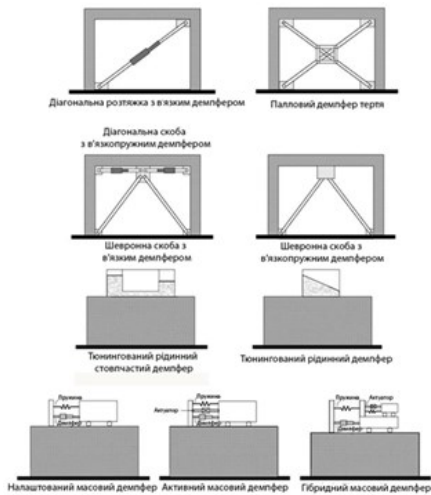 Діагональна розтяжка з в'язким демпфером
Палловий демпфер тертя
Діагональна скоба
з в'язкопружним демпфером
Шевронна скоба з
в'язким демпфером
Шевронна скоба з
в'язкопружним демпфером
Тюнингований рідинний
стовпчастий демпфер
Тюнингований рідинний демпфер
Пружина
Демпфер
Налаштований масовий демпфер
Пружина
Актуатор
Демпфер
Активний масовий демпфер
Пружина
Актуатор
Демпфер
Гібридний масовий демпфер